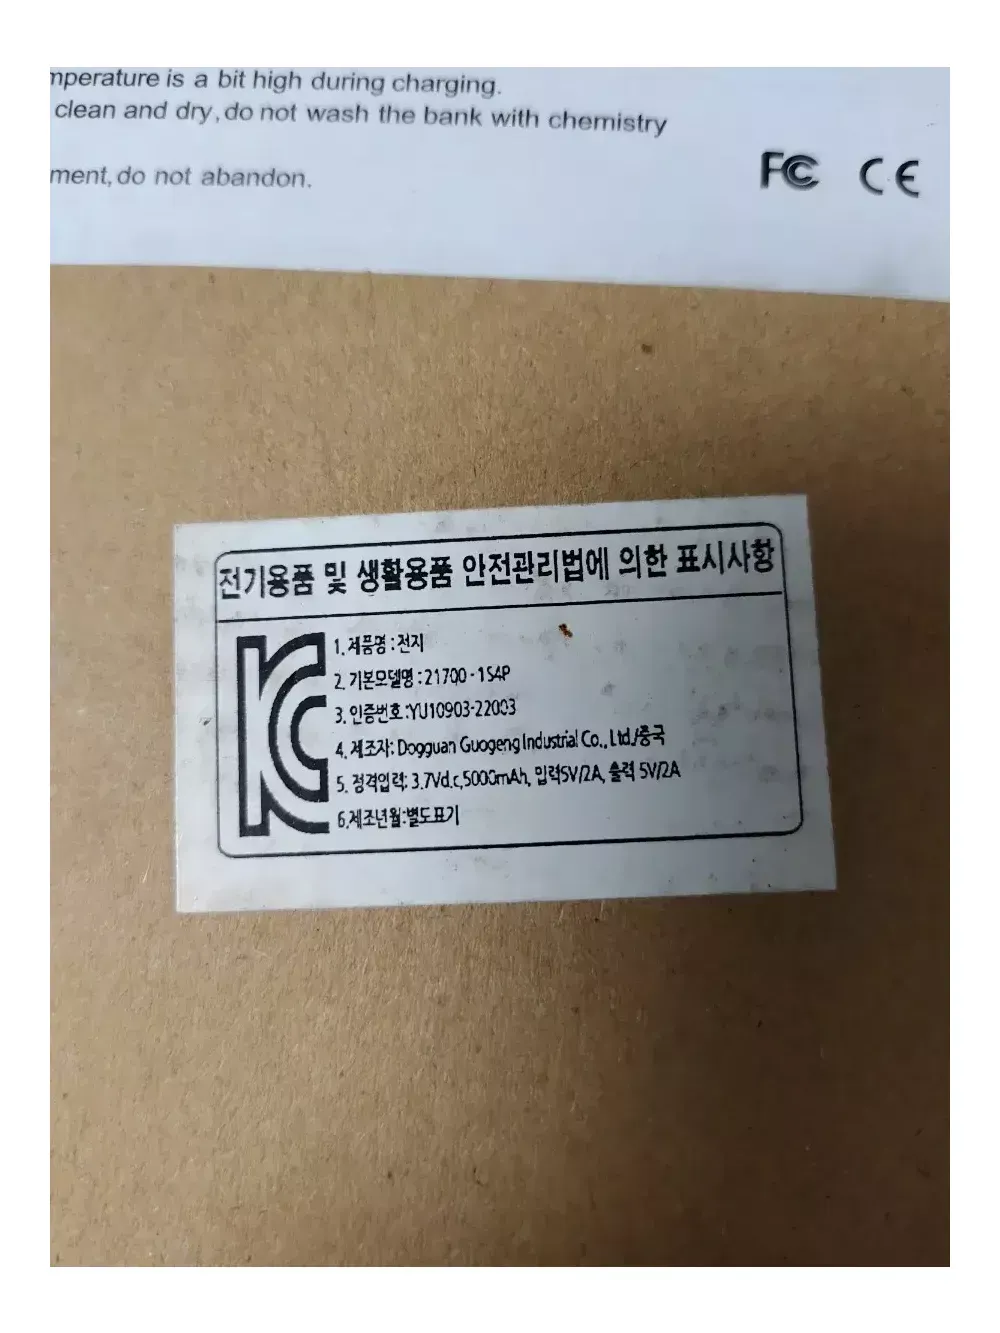 mperature is a bit high during charging.
clean and dry, do not wash the bank with chemistry
ment, do not abandon.
FC CE
전기용품 및 생활용품 안전관리법에 의한 표시사항
1. 제품명 : 전지
2. 기본모델명 : 21700 - 1S4P
3. 인증번호 :YU10903-22003
4. 제조자: Dogguan Guogeng Industrial Co., Ltd./중국
5. 정격입력: 3.7Vd.c,5000mAh, 입력5V/2A, 출력 5V/2A
6.제조년월:별도표기